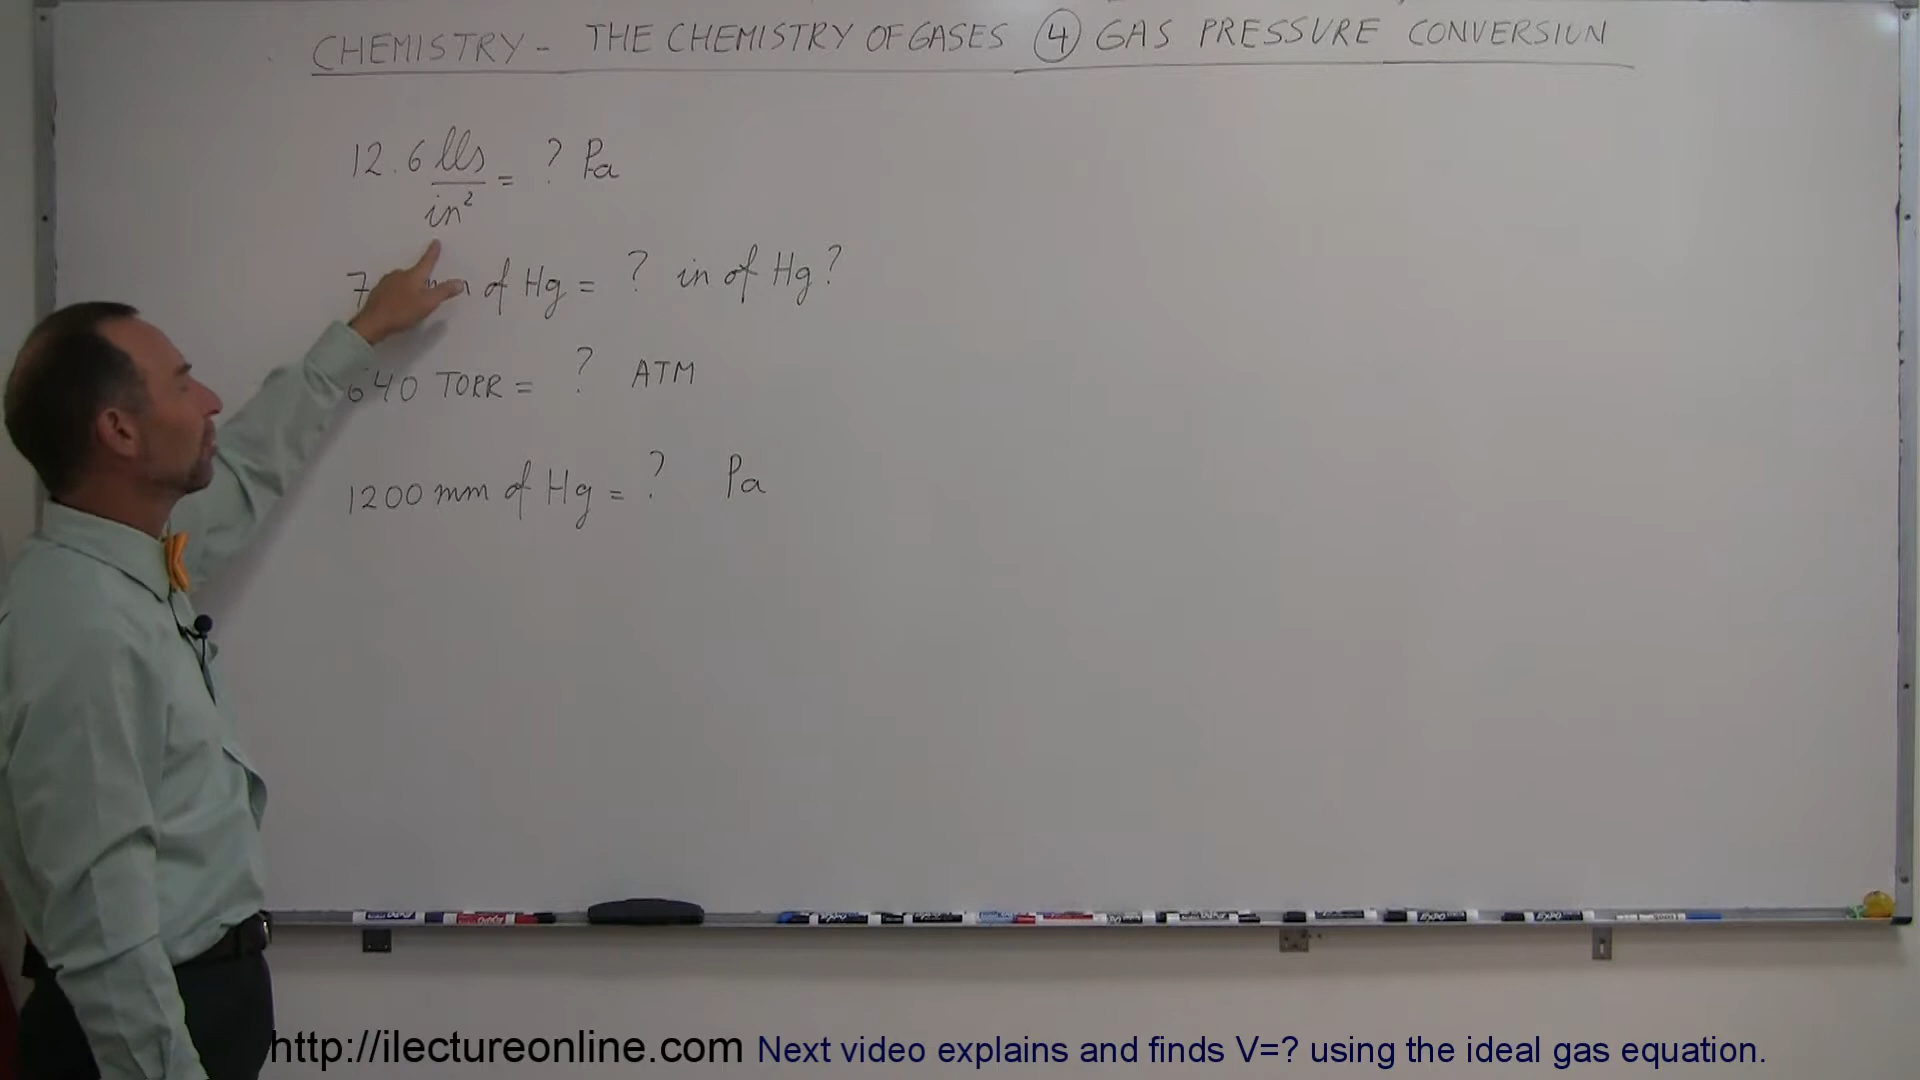 CHEMISTRY - THE CHEMISTRY OF GASES ④ GAS PRESSURE CONVERSION
12.6 lbs/in² = ? Pa
7 of Hg = ? in of Hg?
640 TORR = ? ATM
1200 mm of Hg = ? Pa
http://ilectureonline.com Next video explains and finds V=? using the ideal gas equation.